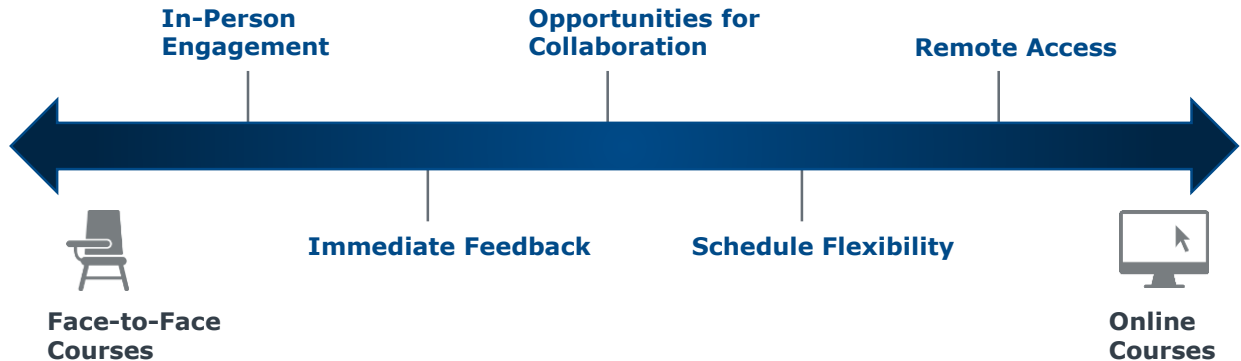 In-Person
Engagement
Opportunities for
Collaboration
Remote Access
Immediate Feedback
Schedule Flexibility
Face-to-Face
Courses
Online
Courses